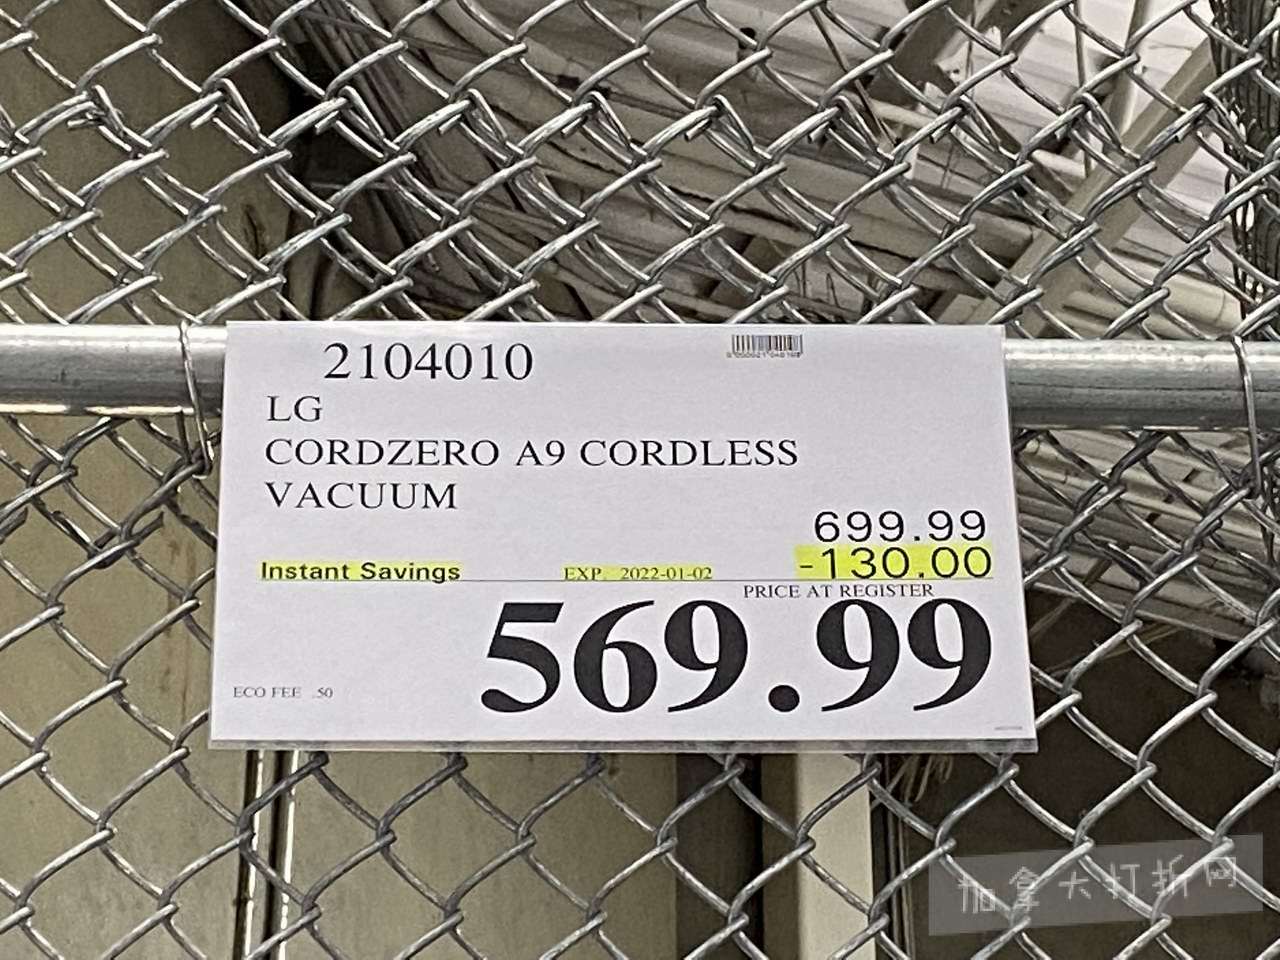 2104010
LG
CORDZERO A9 CORDLESS
VACUUM
699.99
Instant Savings EXP. 2022-01-02 -130.00
PRICE AT REGISTER
569.99
ECO FEE .50
加拿大打折网